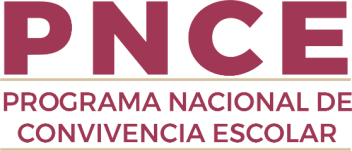 PNCE
PROGRAMA NACIONAL DE
CONVIVENCIA ESCOLAR